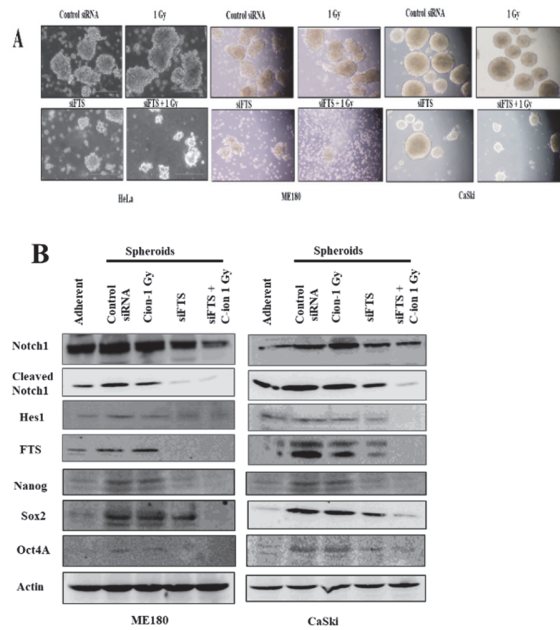 A
Control siRNA 1 Gy Control siRNA 1 Gy Control siRNA 1 Gy
siFTS siFTS + 1 Gy siFTS siFTS + 1 Gy siFTS siFTS + 1 Gy
HeLa ME180 CaSki
B
Spheroids Spheroids
Adherent
Control siRNA
Cion-1 Gy
siFTS
siFTS + C-ion 1 Gy
Adherent
Control siRNA
Cion-1 Gy
siFTS
siFTS + C-ion 1 Gy
Notch1
Cleaved
Notch1
Hes1
FTS
Nanog
Sox2
Oct4A
Actin
ME180 CaSki